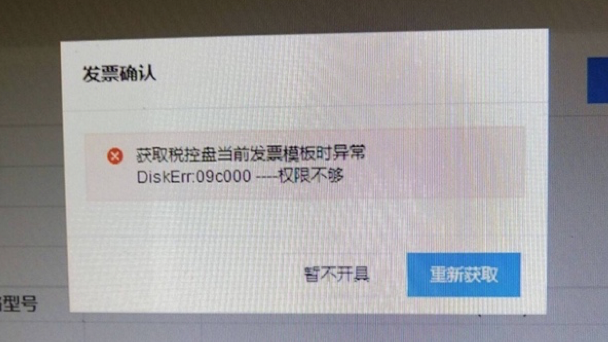 发票确认
获取税控盘当前发票模板时异常
DiskErr:09c000 ----权限不够
暂不开具
重新获取
型号